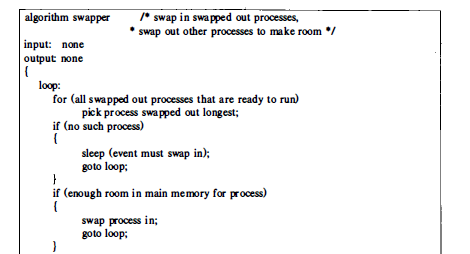 algorithm swapper /* swap in swapped out processes,
* swap out other processes to make room */
input: none
output: none
{
loop:
for (all swapped out processes that are ready to run)
pick process swapped out longest;
if (no such process)
{
sleep (event must swap in);
goto loop;
}
if (enough room in main memory for process)
{
swap process in;
goto loop;
}